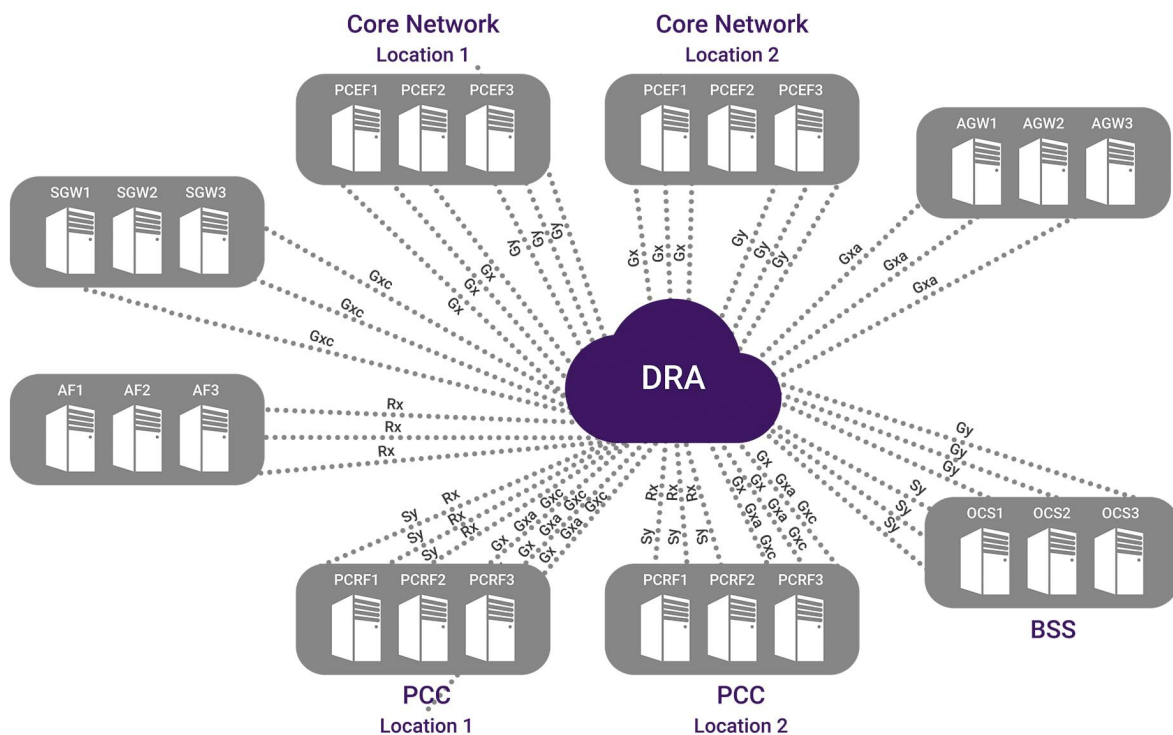 Core Network
Location 1
Core Network
Location 2
PCEF1 PCEF2 PCEF3
PCEF1 PCEF2 PCEF3
AGW1 AGW2 AGW3
SGW1 SGW2 SGW3
Gy Gy Gy
Gx Gx Gx
Gx Gx Gx
Gy Gy Gy
Gxa
Gxa
Gxa
Gxc
Gxc
Gxc
DRA
AF1 AF2 AF3
Rx
Rx
Rx
Gy
Gy
Gy
Sy
Sy
Sy
Sy Rx
Sy Rx
Sy Rx
Gx Gxa Gxc
Gx Gxa Gxc
Gx Gxa Gxc
Sy Rx
Sy Rx
Sy Rx
Gx Gxa Gxc
Gx Gxa Gxc
Gx Gxa Gxc
OCS1 OCS2 OCS3
BSS
PCRF1 PCRF2 PCRF3
PCRF1 PCRF2 PCRF3
PCC
Location 1
PCC
Location 2